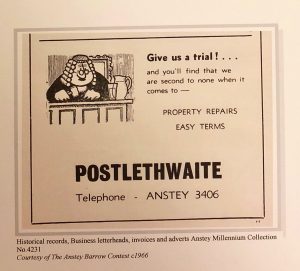 Give us a trial! . . .
and you'll find that we
are second to none when it
comes to —
PROPERTY REPAIRS
EASY TERMS
POSTLETHWAITE
Telephone - ANSTEY 3406
Historical records, Business letterheads, invoices and adverts Anstey Millennium Collection
No.4231
Courtesy of The Anstey Barrow Contest c1966